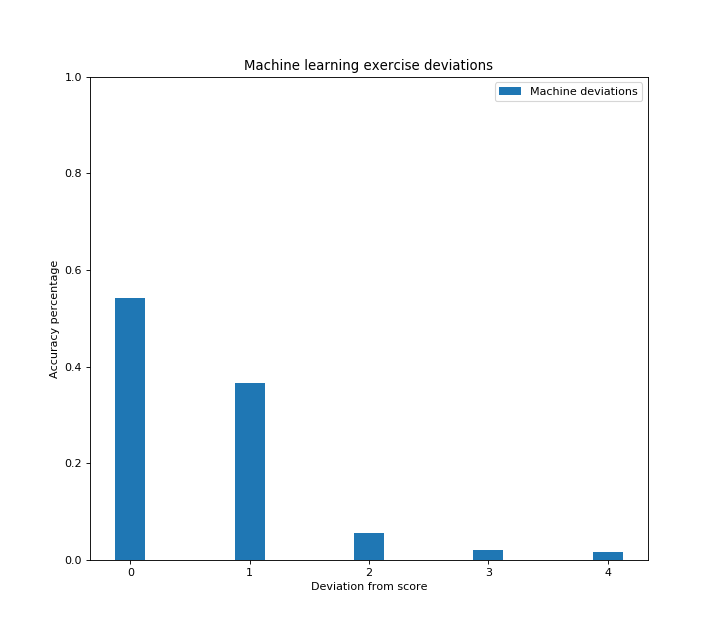 Machine learning exercise deviations
Machine deviations
1.0
0.8
0.6
0.4
0.2
0.0
Accuracy percentage
0 1 2 3 4
Deviation from score